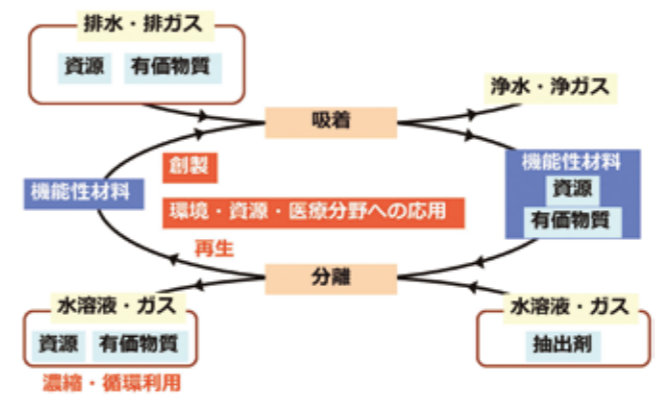 排水・排ガス
資源 有価物質
浄水・浄ガス
吸着
創製
機能性材料
資源
有価物質
機能性材料
環境・資源・医療分野への応用
再生
分離
水溶液・ガス
資源 有価物質
濃縮・循環利用
水溶液・ガス
抽出剤